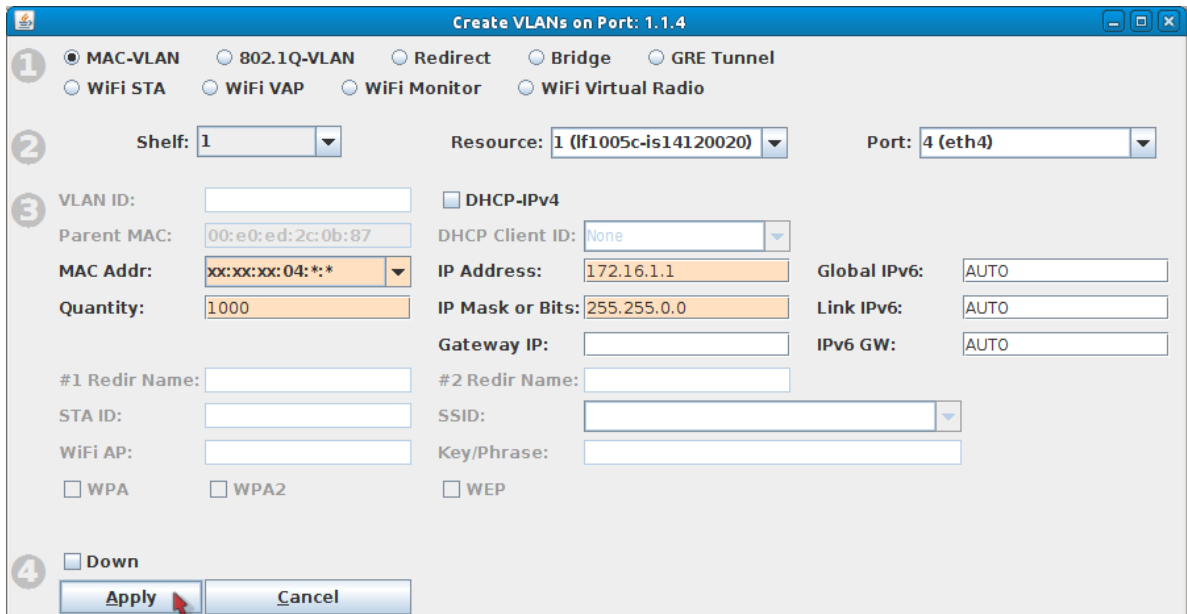 Create VLANs on Port: 1.1.4
1 MAC-VLAN 802.1Q-VLAN Redirect Bridge GRE Tunnel
WiFi STA WiFi VAP WiFi Monitor WiFi Virtual Radio
2 Shelf: 1 Resource: 1 (lf1005c-is14120020) Port: 4 (eth4)
3 VLAN ID: DHCP-IPv4
Parent MAC: 00:e0:ed:2c:0b:87 DHCP Client ID: None
MAC Addr: xx:xx:xx:04:*:* IP Address: 172.16.1.1 Global IPv6: AUTO
Quantity: 1000 IP Mask or Bits: 255.255.0.0 Link IPv6: AUTO
Gateway IP: IPv6 GW: AUTO
#1 Redir Name: #2 Redir Name:
STA ID: SSID:
WiFi AP: Key/Phrase:
WPA WPA2 WEP
4 Down
Apply Cancel